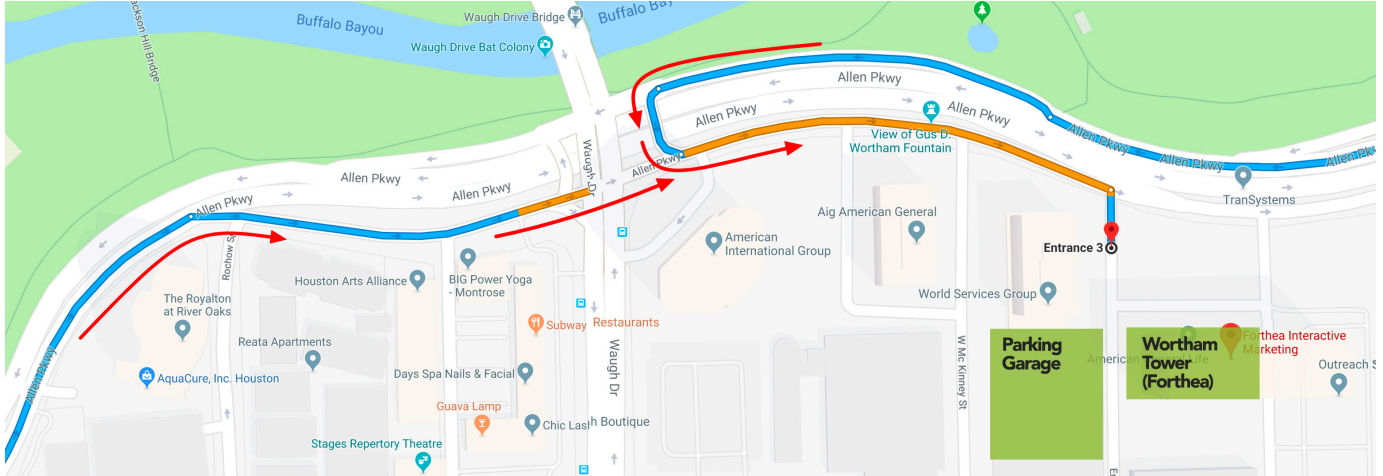 Jackson Hill Bridge
Buffalo Bayou
Waugh Drive Bridge
Waugh Drive Bat Colony
Buffalo Bay
Allen Pkwy
Allen Pkwy
Allen Pkwy
Allen Pkwy
View of Gus D.
Wortham Fountain
Allen Pkwy
Allen Pkwy
Allen Pk
TranSystems
Waugh Dr
Allen Pkwy
Allen Pkwy
Allen Pkwy
Allen Pkwy
Rochow St
Aig American General
American
International Group
Entrance 3
Houston Arts Alliance
BIG Power Yoga
- Montrose
World Services Group
The Royalton
at River Oaks
Subway
Restaurants
Reata Apartments
Waugh Dr
Parking
Garage
Wortham
Tower
(Forthea)
Forthea Interactive
Marketing
American General Life
Outreach S
Allen Pkwy
AquaCure, Inc. Houston
Days Spa Nails & Facial
W Mc Kinney St
Guava Lamp
Chic Lash Boutique
Stages Repertory Theatre